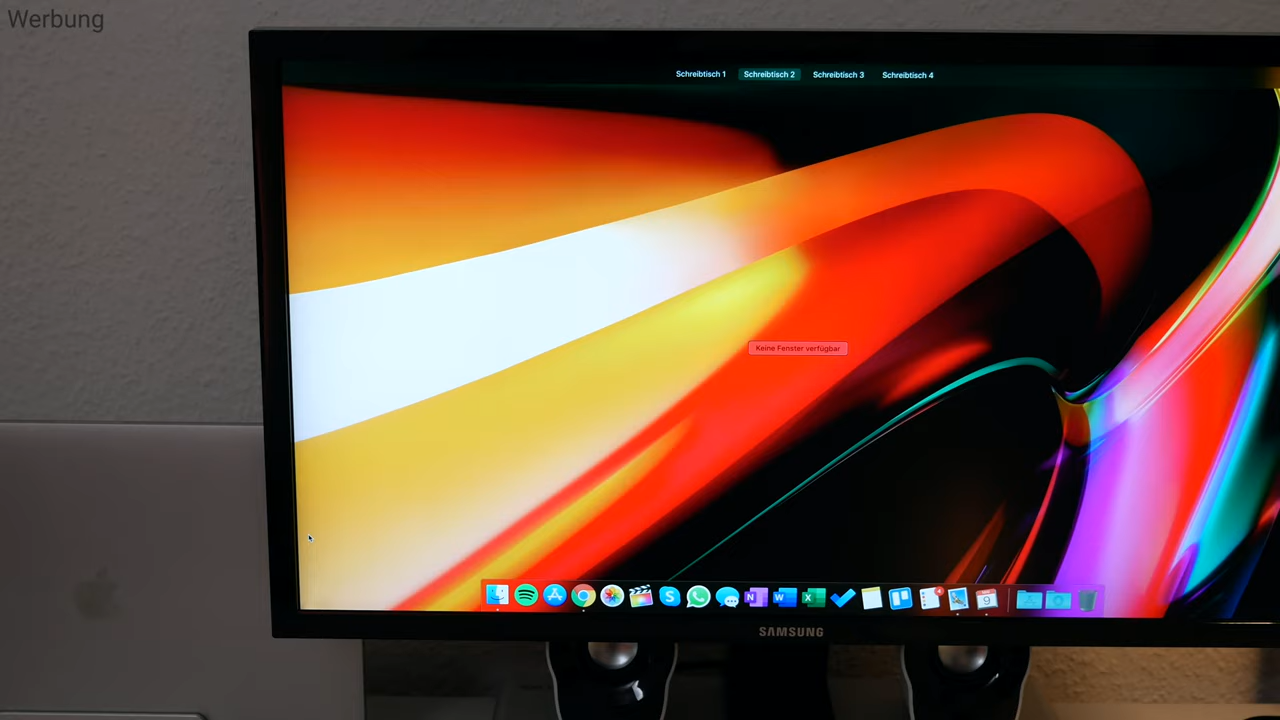 Werbung
Schreibtisch 1
Schreibtisch 2
Schreibtisch 3
Schreibtisch 4
Keine Fenster verfügbar
SAMSUNG